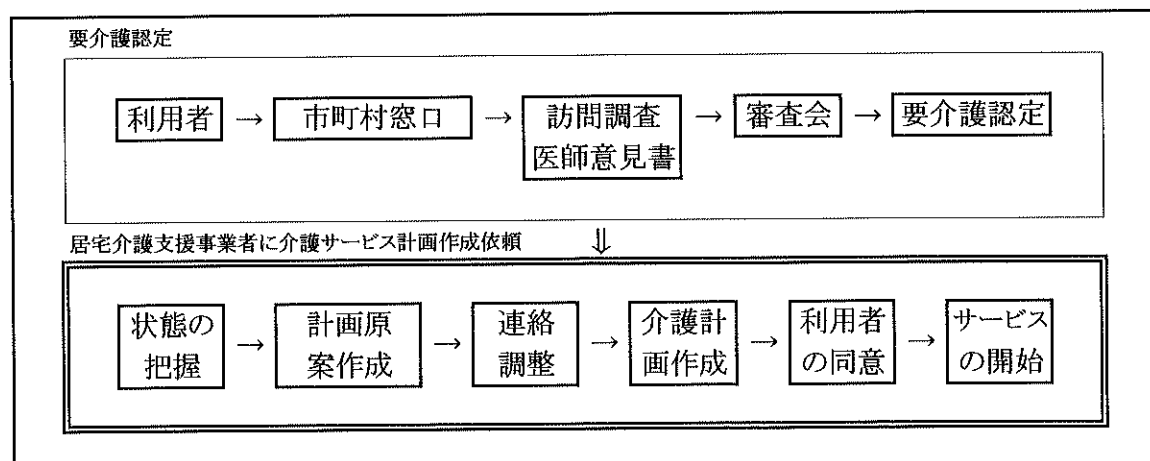 要介護認定
利用者 → 市町村窓口 → 訪問調査 → 審査会 → 要介護認定
医師意見書
居宅介護支援事業者に介護サービス計画作成依頼 ⇓
状態の 計画原 連絡 介護計 利用者 サービス
→ → → → →
把握 案作成 調整 画作成 の同意 の開始